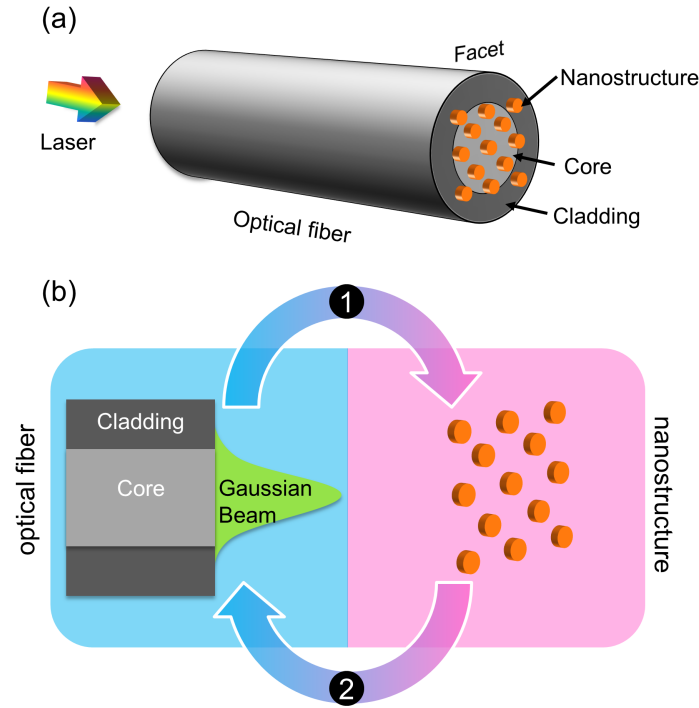 (a)
Facet
Nanostructure
Laser
Core
Cladding
Optical fiber
(b)
1
optical fiber
Cladding
Core
Gaussian
Beam
nanostructure
2